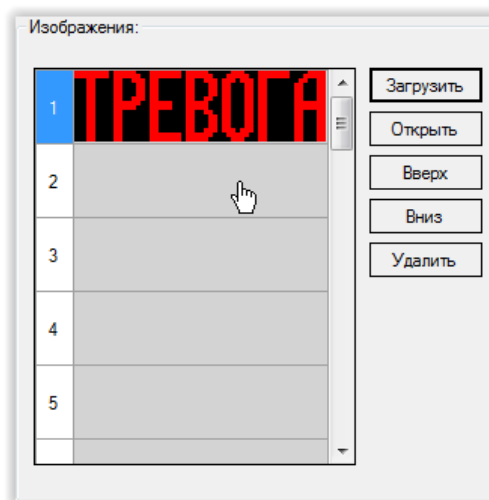 Изображения:
1 ТРЕВОГА
2
3
4
5
Загрузить
Открыть
Вверх
Вниз
Удалить